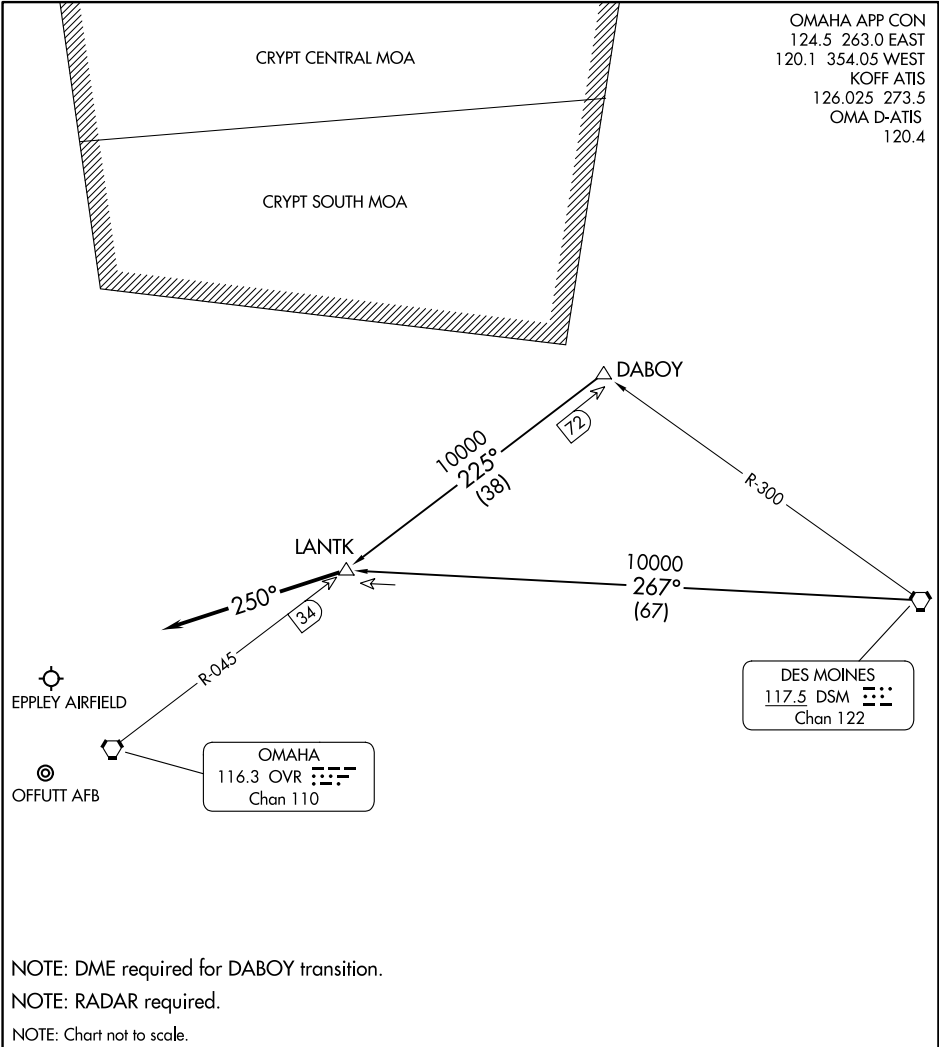 OMAHA APP CON
124.5 263.0 EAST
120.1 354.05 WEST
KOFF ATIS
126.025 273.5
OMA D-ATIS
120.4
CRYPT CENTRAL MOA
CRYPT SOUTH MOA
DABOY
72
10000
225°
(38)
R-300
LANTK
10000
267°
(67)
250°
34
R-045
EPPLEY AIRFIELD
DES MOINES
117.5 DSM
Chan 122
OMAHA
116.3 OVR
Chan 110
OFFUTT AFB
NOTE: DME required for DABOY transition.
NOTE: RADAR required.
NOTE: Chart not to scale.